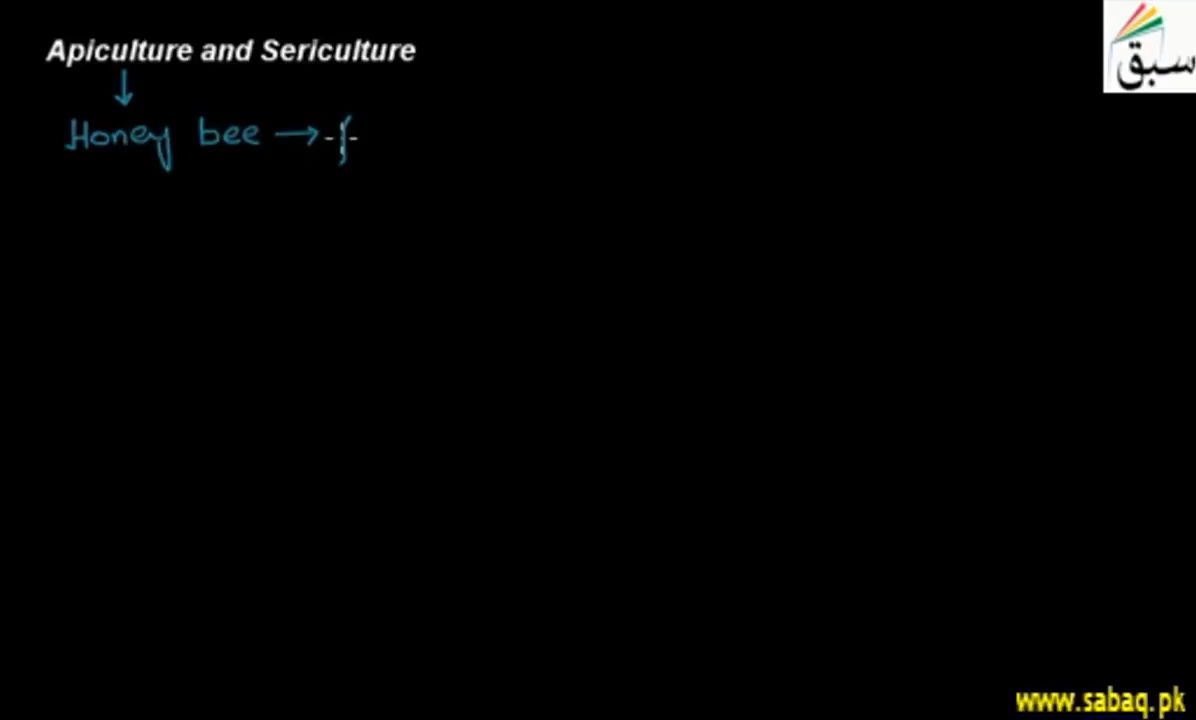 Apiculture and Sericulture
سبق
↓
Honey bee →
www.sabaq.pk